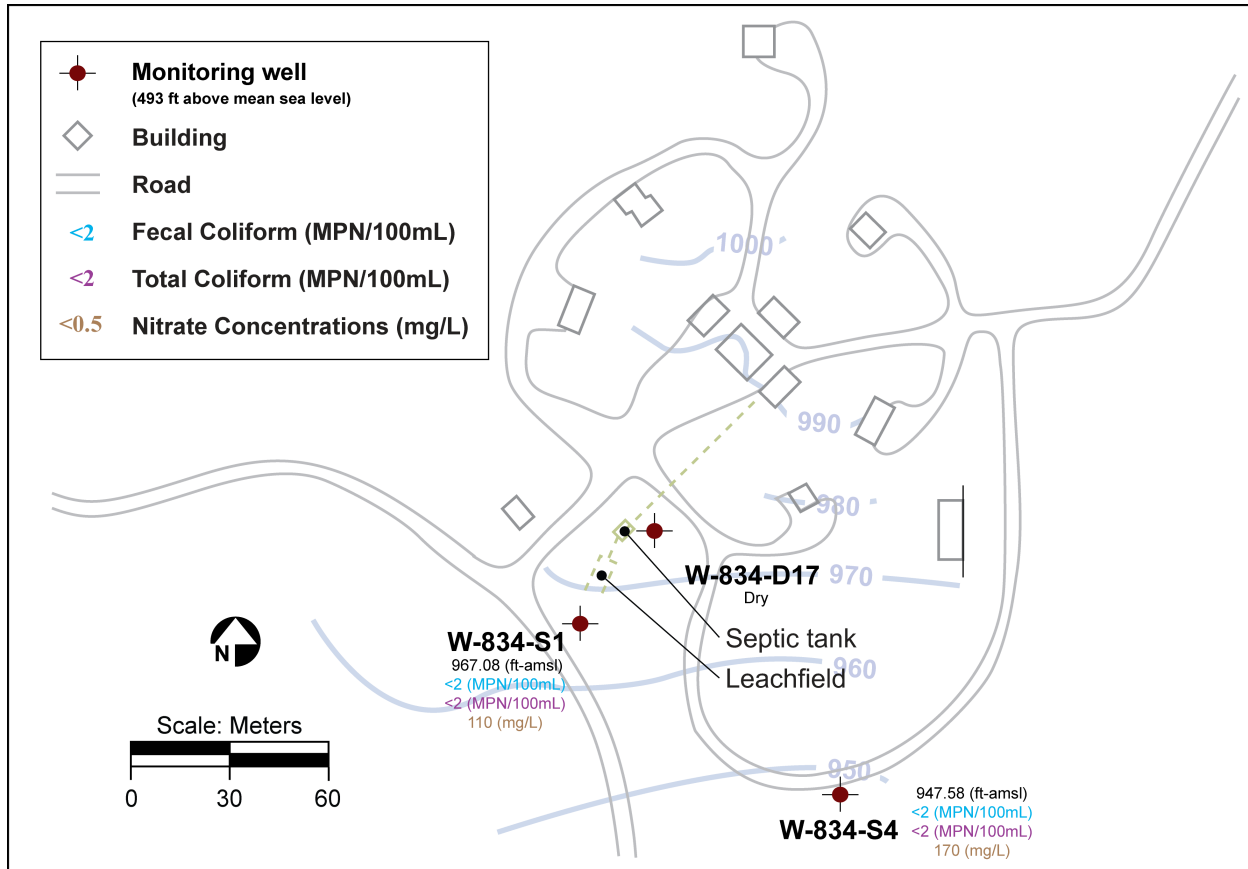 Monitoring well
(493 ft above mean sea level)
Building
Road
<2 Fecal Coliform (MPN/100mL)
<2 Total Coliform (MPN/100mL)
<0.5 Nitrate Concentrations (mg/L)
1000
990
980
970
W-834-D17
Dry
Septic tank
Leachfield
960
W-834-S1
967.08 (ft-amsl)
<2 (MPN/100mL)
<2 (MPN/100mL)
110 (mg/L)
N
Scale: Meters
0 30 60
950
W-834-S4
947.58 (ft-amsl)
<2 (MPN/100mL)
<2 (MPN/100mL)
170 (mg/L)